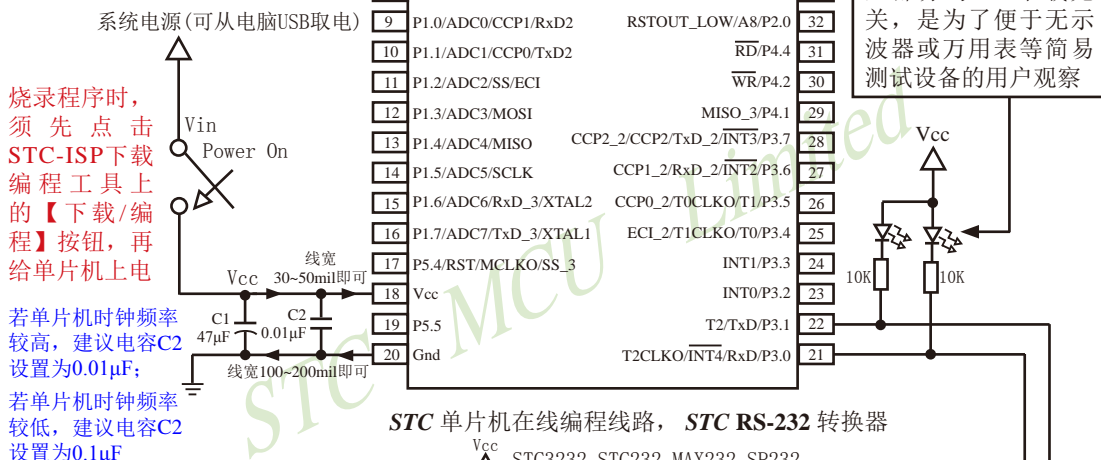 系统电源(可从电脑USB取电)
烧录程序时，
须先点击
STC-ISP下载
编程工具上
的【下载/编
程】按钮，再
给单片机上电
若单片机时钟频率
较高，建议电容C2
设置为0.01μF；
若单片机时钟频率
较低，建议电容C2
设置为0.1μF
Vin
Power On
Vcc
线宽
30~50mil即可
C1
47μF
C2
0.01μF
线宽100~200mil即可
9 P1.0/ADC0/CCP1/RxD2
10 P1.1/ADC1/CCP0/TxD2
11 P1.2/ADC2/SS/ECI
12 P1.3/ADC3/MOSI
13 P1.4/ADC4/MISO
14 P1.5/ADC5/SCLK
15 P1.6/ADC6/RxD_3/XTAL2
16 P1.7/ADC7/TxD_3/XTAL1
17 P5.4/RST/MCLKO/SS_3
18 Vcc
19 P5.5
20 Gnd
RSTOUT_LOW/A8/P2.0 32
RD/P4.4 31
WR/P4.2 30
MISO_3/P4.1 29
CCP2_2/CCP2/TxD_2/INT3/P3.7 28
CCP1_2/RxD_2/INT2/P3.6 27
CCP0_2/T0CLKO/T1/P3.5 26
ECI_2/T1CLKO/T0/P3.4 25
INT1/P3.3 24
INT0/P3.2 23
T2/TxD/P3.1 22
T2CLKO/INT4/RxD/P3.0 21
关，是为了便于无示
波器或万用表等简易
测试设备的用户观察
Vcc
10K
10K
STC MCU Limited
STC 单片机在线编程线路， STC RS-232 转换器
Vcc
STC3232,STC232,MAX232,SP232